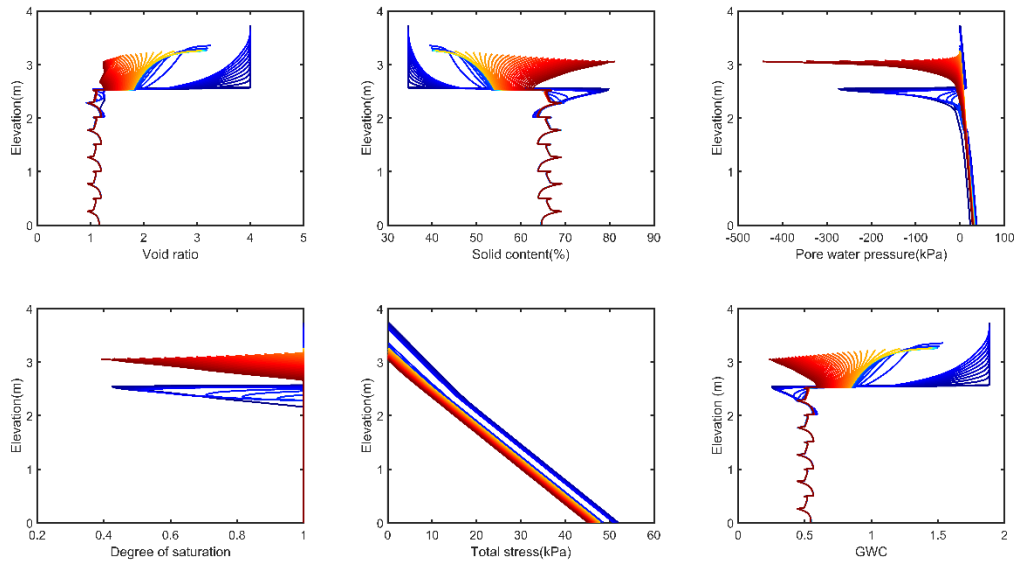 4
4
4
3
3
3
2
2
2
1
1
1
0
0
0
Elevation(m)
Elevation(m)
Elevation(m)
0 1 2 3 4 5
30 40 50 60 70 80 90
-500 -400 -300 -200 -100 0 100
Void ratio
Solid content(%)
Pore water pressure(kPa)
4
4
4
3
3
3
2
2
2
1
1
1
0
0
0
Elevation(m)
Elevation(m)
Elevation (m)
0.2 0.4 0.6 0.8 1
0 10 20 30 40 50 60
0 0.5 1 1.5 2
Degree of saturation
Total stress(kPa)
GWC